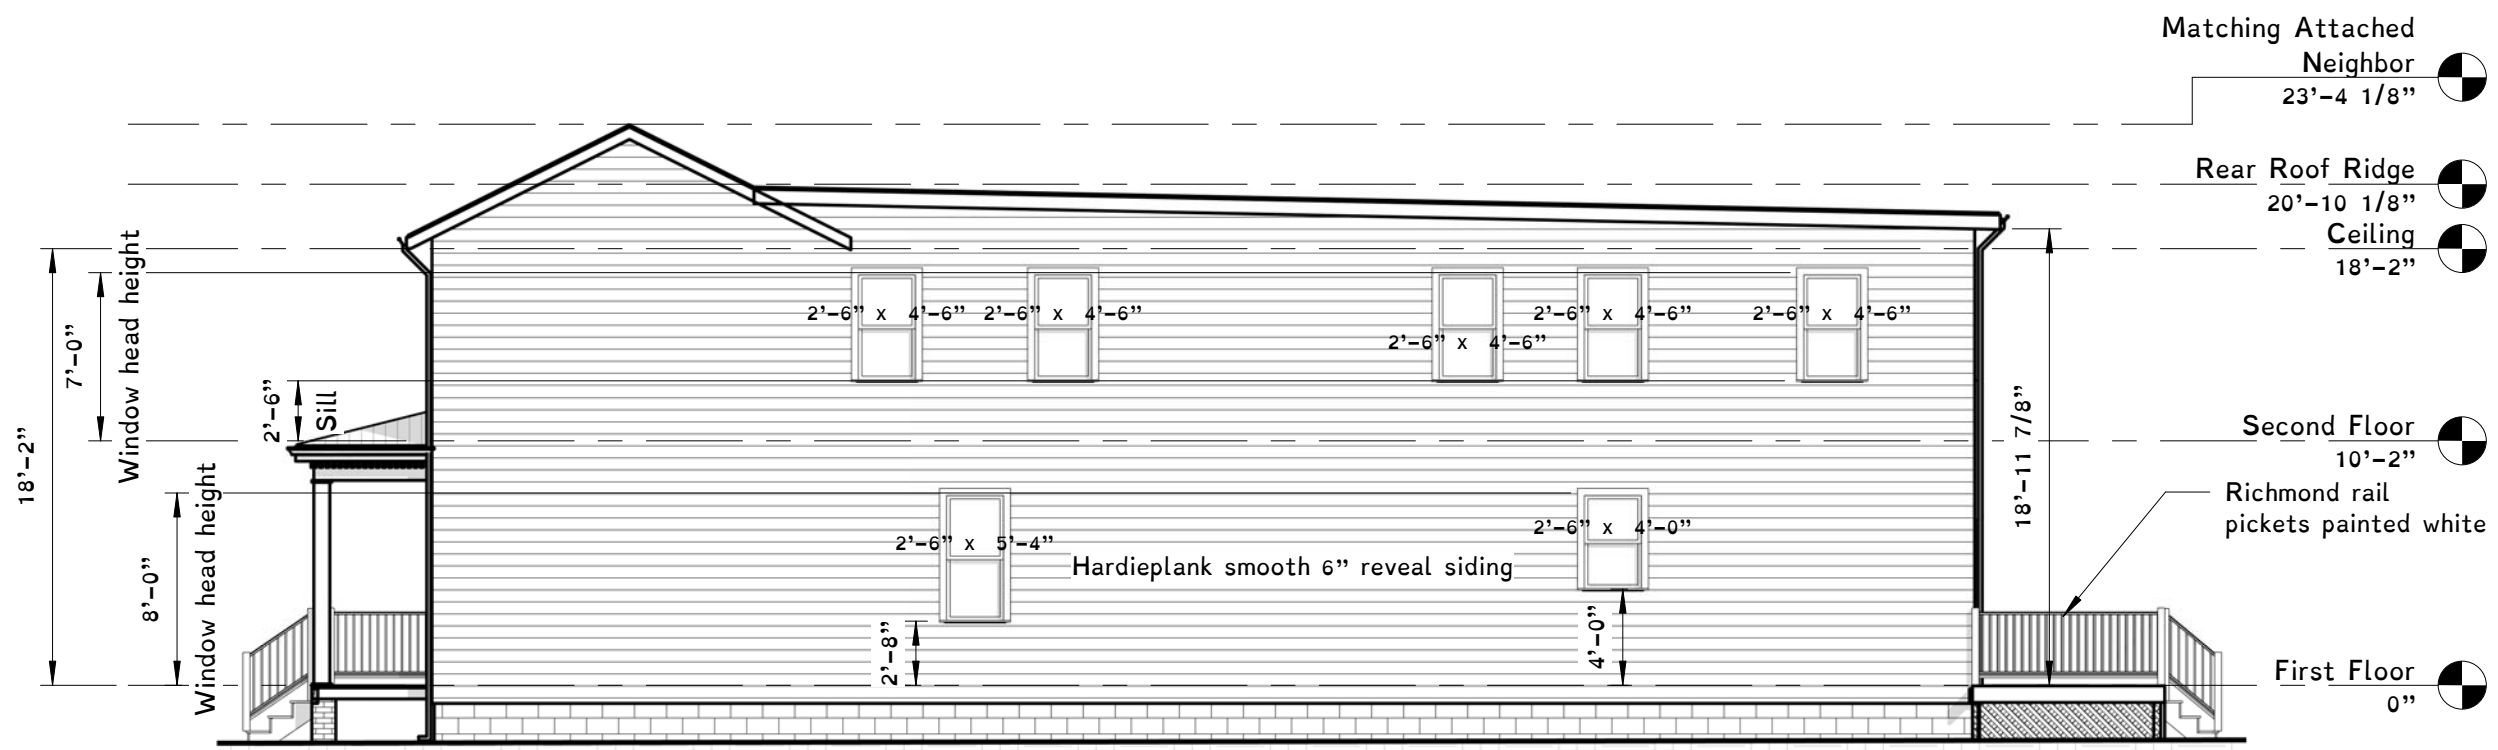 Matching Attached
Neighbor
23’–4 1/8”
Rear Roof Ridge
20’–10 1/8”
Ceiling
18’–2”
Second Floor
10’–2”
Richmond rail
pickets painted white
First Floor
0”
18’–2”
7’–0”
Window head height
8’–0”
Window head height
2’–6”
Sill
2’–6” x 4’–6”
2’–6” x 4’–6”
2’–6” x 4’–6”
2’–6” x 4’–6”
2’–6” x 4’–6”
2’–6” x 5’–4”
2’–6” x 4’–0”
Hardieplank smooth 6” reveal siding
2’–8”
4’–0”
18’–11 7/8”